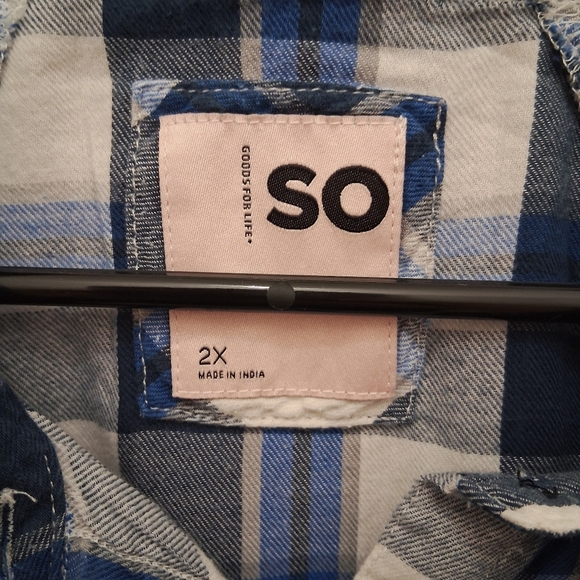 SO
GOODS FOR LIFE•
2X
MADE IN INDIA